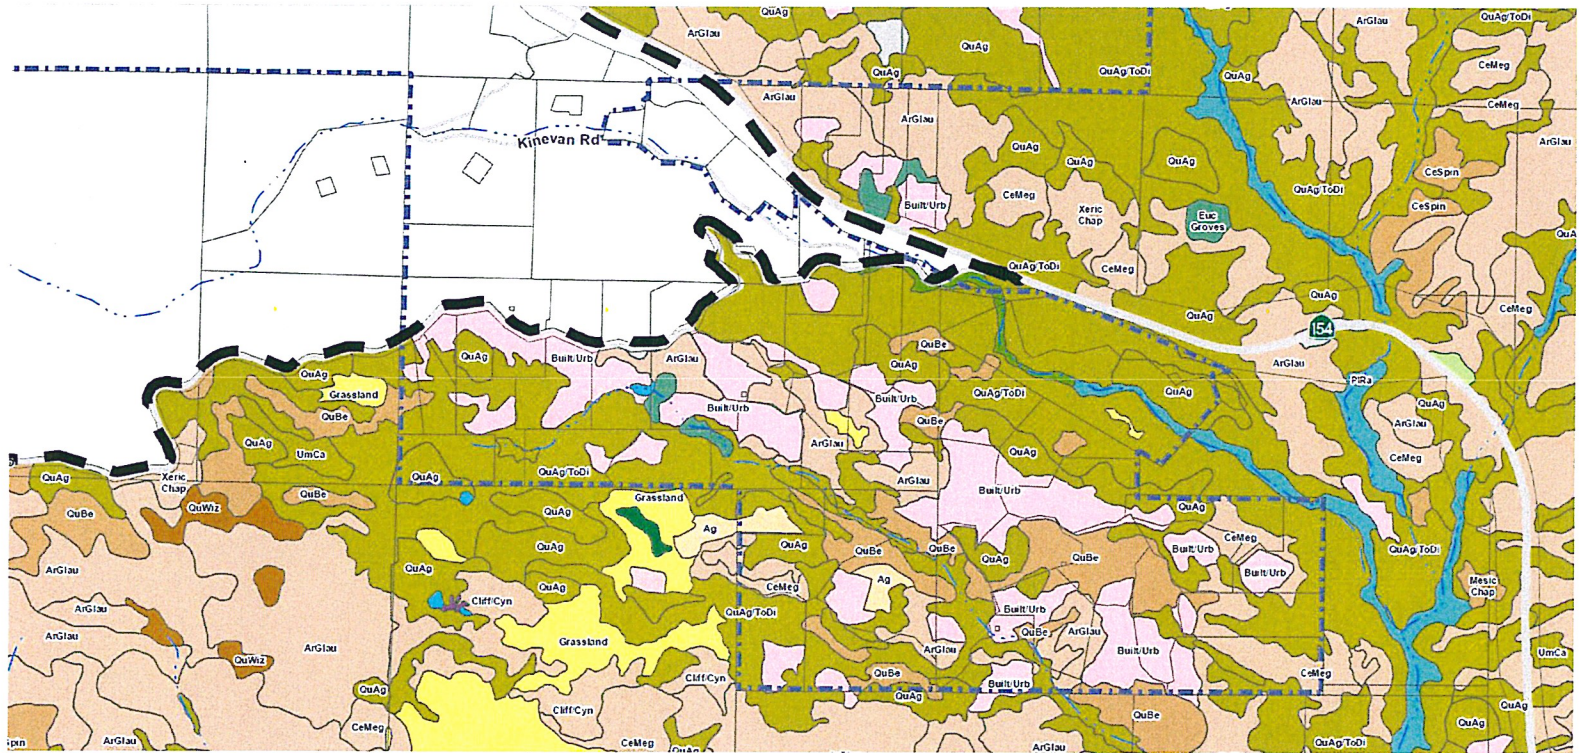 QuAg
ArGlau
QuAg/ToDi
ArGlau
QuAg
CeMeg
QuAg
QuAg/ToDi
QuAg
ArGlau
ArGlau
CeMeg
ArGlau
Kinevan Rd
ArGlau
QuAg
QuAg
QuAg
CeSpin
QuAg/ToDi
CeMeg
Built/Urb
Xeric
Chap
Euc
Groves
CeSpin
QuAg/ToDi
CeMeg
QuAg
CeMeg
QuAg
154
QuBe
ArGlau
QuAg
Built/Urb
ArGlau
QuAg
QuAg
PlRa
Grassland
QuAg/ToDi
QuAg
Built/Urb
QuAg
QuBe
Built/Urb
QuBe
ArGlau
QuAg
ArGlau
UmCa
QuAg
CeMeg
QuAg
Xeric
Chap
QuAg
QuAg/ToDi
ArGlau
Built/Urb
QuBe
Grassland
QuBe
QuWiz
QuAg
QuAg
Ag
CeMeg
QuAg
QuAg
QuBe
QuBe
QuAg
QuBe
Built/Urb
QuAg/ToDi
ArGlau
QuAg
Built/Urb
QuAg
CeMeg
Ag
Mesic
Chap
ArGlau
Cliff/Cyn
QuAg/ToDi
Built/Urb
ArGlau
Grassland
QuBe
ArGlau
ArGlau
ArGlau
Built/Urb
UmCa
QuWiz
QuBe
CeMeg
Cliff/Cyn
Built/Urb
QuAg
QuAg
QuAg
Cliff/Cyn
QuBe
QuAg
CeMeg
ArGlau
CeMeg
QuAg
ArGlau
QuAg/ToDi